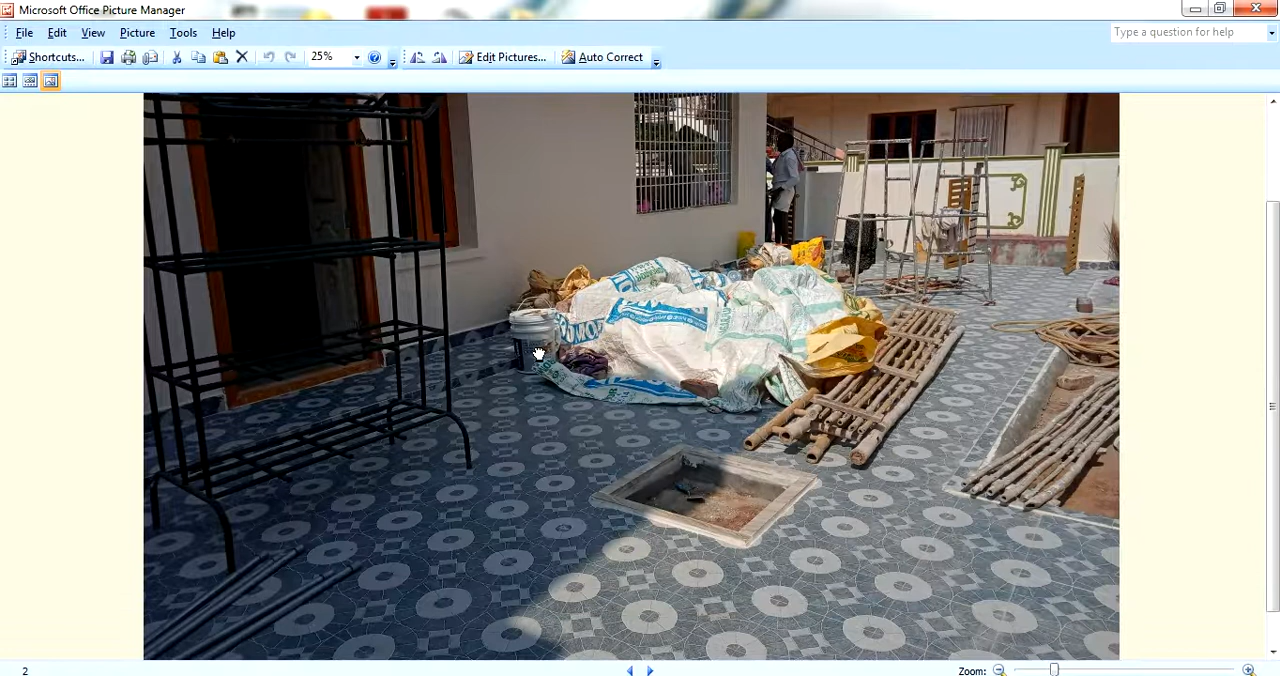 Microsoft Office Picture Manager
File Edit View Picture Tools Help
Type a question for help
Shortcuts... 25% Edit Pictures... Auto Correct
2
Zoom: